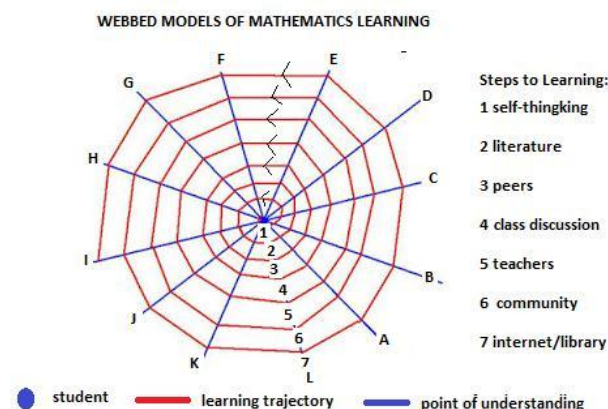 WEBBED MODELS OF MATHEMATICS LEARNING
F
E
G
D
H
C
I
B
J
A
K
L
1
2
3
4
5
6
7
Steps to Learning:
1 self-thingking
2 literature
3 peers
4 class discussion
5 teachers
6 community
7 internet/library
student
learning trajectory
point of understanding